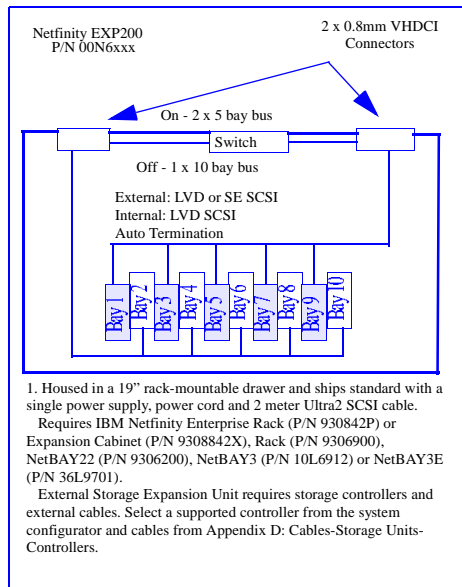 Netfinity EXP200
P/N 00N6xxx
2 x 0.8mm VHDCI
Connectors
On - 2 x 5 bay bus
Switch
Off - 1 x 10 bay bus
External: LVD or SE SCSI
Internal: LVD SCSI
Auto Termination
Bay 1
Bay 2
Bay 3
Bay 4
Bay 5
Bay 6
Bay 7
Bay 8
Bay 9
Bay 10
1. Housed in a 19” rack-mountable drawer and ships standard with a
single power supply, power cord and 2 meter Ultra2 SCSI cable.
Requires IBM Netfinity Enterprise Rack (P/N 930842P) or
Expansion Cabinet (P/N 9308842X), Rack (P/N 9306900),
NetBAY22 (P/N 9306200), NetBAY3 (P/N 10L6912) or NetBAY3E
(P/N 36L9701).
External Storage Expansion Unit requires storage controllers and
external cables. Select a supported controller from the system
configurator and cables from Appendix D: Cables-Storage Units-
Controllers.